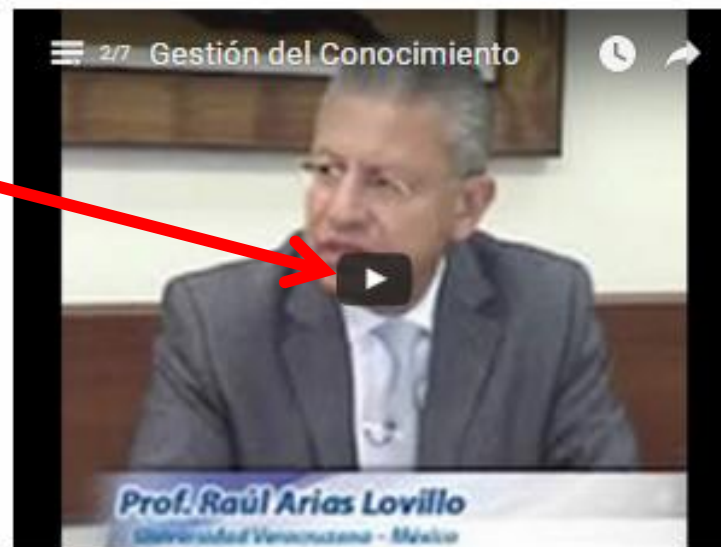 2/7 Gestión del Conocimiento
Prof. Raúl Arias Lovillo
Universidad Veracruzana - México